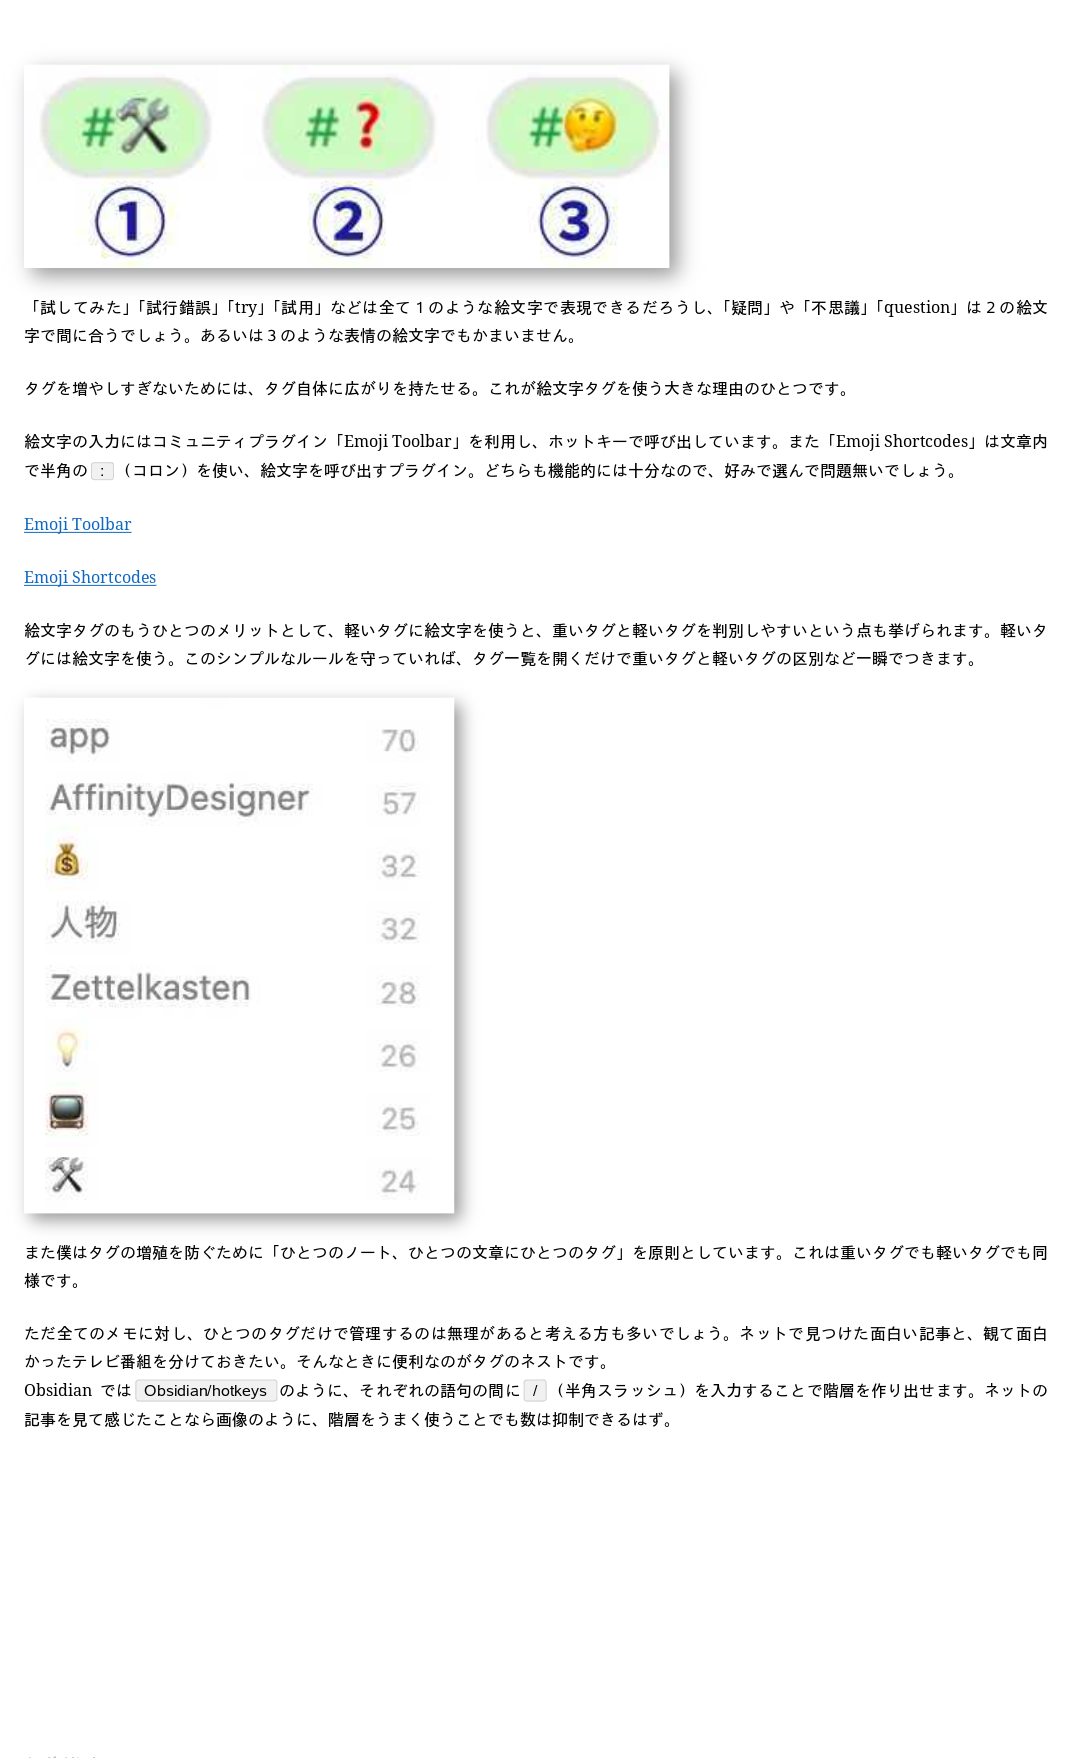 #🛠 #❓ #🤔
① ② ③
「試してみた」「試行錯誤」「try」「試用」などは全て１のような絵文字で表現できるだろうし、「疑問」や「不思議」「question」は２の絵文
字で間に合うでしょう。あるいは３のような表情の絵文字でもかまいません。
タグを増やしすぎないためには、タグ自体に広がりを持たせる。これが絵文字タグを使う大きな理由のひとつです。
絵文字の入力にはコミュニティプラグイン「Emoji Toolbar」を利用し、ホットキーで呼び出しています。また「Emoji Shortcodes」は文章内
で半角の : （コロン）を使い、絵文字を呼び出すプラグイン。どちらも機能的には十分なので、好みで選んで問題無いでしょう。
Emoji Toolbar
Emoji Shortcodes
絵文字タグのもうひとつのメリットとして、軽いタグに絵文字を使うと、重いタグと軽いタグを判別しやすいという点も挙げられます。軽いタ
グには絵文字を使う。このシンプルなルールを守っていれば、タグ一覧を開くだけで重いタグと軽いタグの区別など一瞬でつきます。
app 70
AffinityDesigner 57
💰 32
人物 32
Zettelkasten 28
💡 26
📺 25
🛠 24
また僕はタグの増殖を防ぐために「ひとつのノート、ひとつの文章にひとつのタグ」を原則としています。これは重いタグでも軽いタグでも同
様です。
ただ全てのメモに対し、ひとつのタグだけで管理するのは無理があると考える方も多いでしょう。ネットで見つけた面白い記事と、観て面白
かったテレビ番組を分けておきたい。そんなときに便利なのがタグのネストです。
Obsidian では Obsidian/hotkeys のように、それぞれの語句の間に / （半角スラッシュ）を入力することで階層を作り出せます。ネットの
記事を見て感じたことなら画像のように、階層をうまく使うことでも数は抑制できるはず。